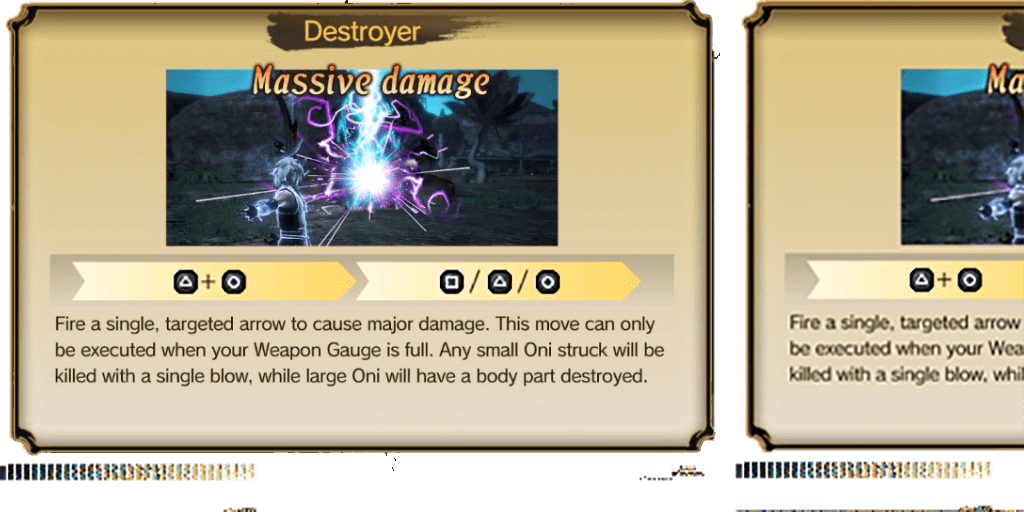 Destroyer
Massive damage
△ + ○
□ / △ / ○
Fire a single, targeted arrow to cause major damage. This move can only
be executed when your Weapon Gauge is full. Any small Oni struck will be
killed with a single blow, while large Oni will have a body part destroyed.
Ma
△ + ○
Fire a single, targeted arrow
be executed when your Wea
killed with a single blow, whil